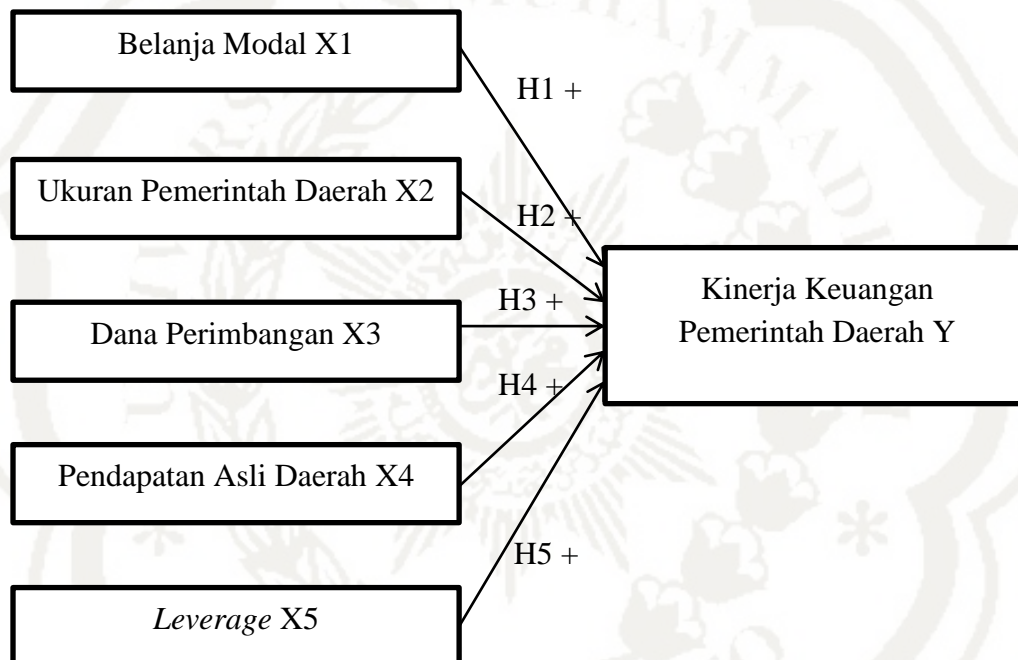 Belanja Modal X1
H1 +
Ukuran Pemerintah Daerah X2
H2 +
Dana Perimbangan X3
H3 +
Kinerja Keuangan
Pemerintah Daerah Y
H4 +
Pendapatan Asli Daerah X4
H5 +
Leverage X5